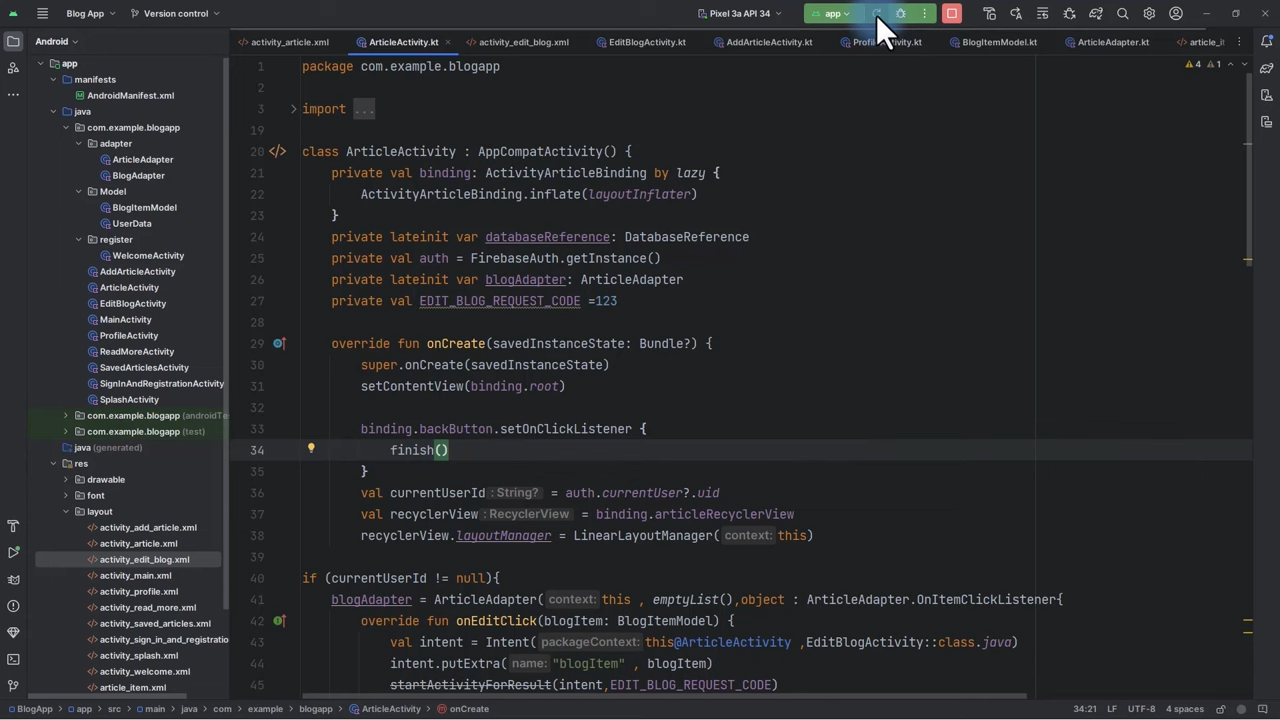 Blog App
Version control
Pixel 3a API 34
app
Android
activity_article.xml
ArticleActivity.kt
activity_edit_blog.xml
EditBlogActivity.kt
AddArticleActivity.kt
BlogItemModel.kt
ArticleAdapter.kt
article_i
app
manifests
AndroidManifest.xml
java
com.example.blogapp
adapter
ArticleAdapter
BlogAdapter
Model
BlogItemModel
UserData
register
WelcomeActivity
AddArticleActivity
ArticleActivity
EditBlogActivity
MainActivity
ProfileActivity
ReadMoreActivity
SavedArticlesActivity
SignInAndRegistrationActivity
SplashActivity
com.example.blogapp (androidTe
com.example.blogapp (test)
java (generated)
res
drawable
font
layout
activity_add_article.xml
activity_article.xml
activity_edit_blog.xml
activity_main.xml
activity_profile.xml
activity_read_more.xml
activity_saved_articles.xml
activity_sign_in_and_registratio
activity_splash.xml
activity_welcome.xml
article_item.xml
4 1
1 package com.example.blogapp
2
3 import ...
19
20 class ArticleActivity : AppCompatActivity() {
21 private val binding: ActivityArticleBinding by lazy {
22 ActivityArticleBinding.inflate(layoutInflater)
23 }
24 private lateinit var databaseReference: DatabaseReference
25 private val auth = FirebaseAuth.getInstance()
26 private lateinit var blogAdapter: ArticleAdapter
27 private val EDIT_BLOG_REQUEST_CODE =123
28
29 override fun onCreate(savedInstanceState: Bundle?) {
30 super.onCreate(savedInstanceState)
31 setContentView(binding.root)
32
33 binding.backButton.setOnClickListener {
34 finish()
35 }
36 val currentUserId : String? = auth.currentUser?.uid
37 val recyclerView : RecyclerView = binding.articleRecyclerView
38 recyclerView.layoutManager = LinearLayoutManager( context: this)
39
40 if (currentUserId != null){
41 blogAdapter = ArticleAdapter( context: this , emptyList(),object : ArticleAdapter.OnItemClickListener{
42 override fun onEditClick(blogItem: BlogItemModel) {
43 val intent = Intent( packageContext: this@ArticleActivity ,EditBlogActivity::class.java)
44 intent.putExtra( name: "blogItem" , blogItem)
45 startActivityForResult(intent,EDIT_BLOG_REQUEST_CODE)
BlogApp > app > src > main > java > com > example > blogapp > ArticleActivity > onCreate
34:21 LF UTF-8 4 spaces